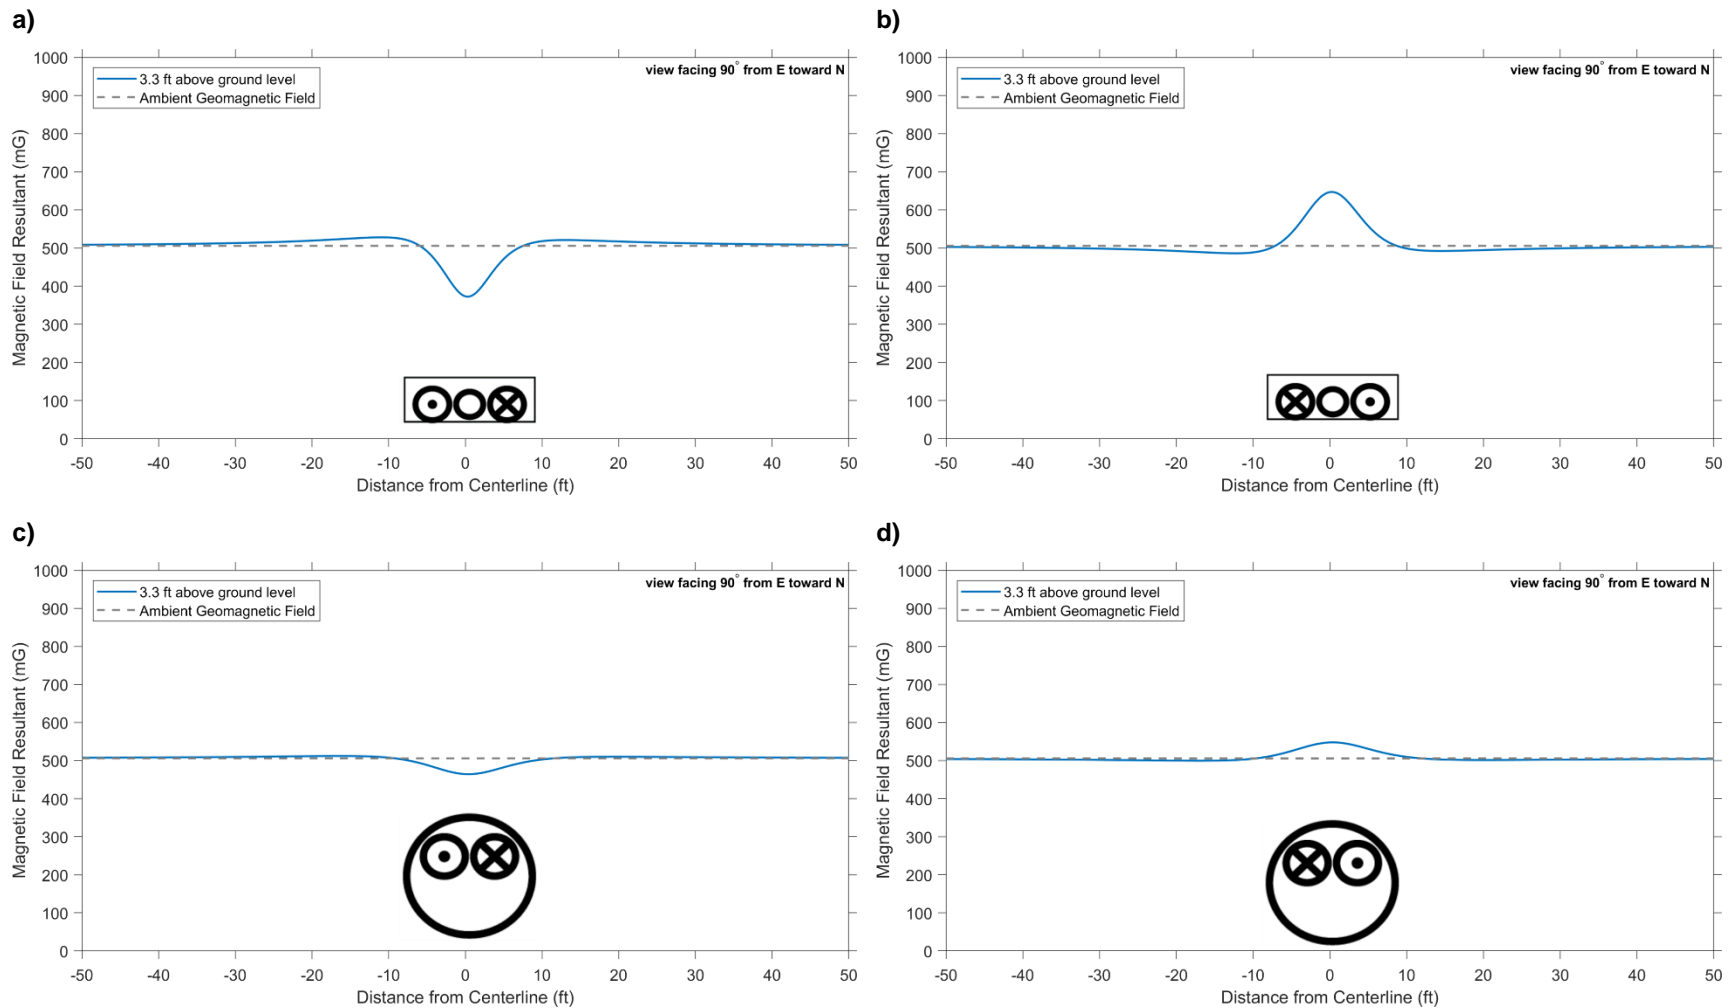 a)
1000
900
800
700
600
500
400
300
200
100
0
Magnetic Field Resultant (mG)
3.3 ft above ground level
Ambient Geomagnetic Field
view facing 90° from E toward N
-50 -40 -30 -20 -10 0 10 20 30 40 50
Distance from Centerline (ft)
b)
1000
900
800
700
600
500
400
300
200
100
0
Magnetic Field Resultant (mG)
3.3 ft above ground level
Ambient Geomagnetic Field
view facing 90° from E toward N
-50 -40 -30 -20 -10 0 10 20 30 40 50
Distance from Centerline (ft)
c)
1000
900
800
700
600
500
400
300
200
100
0
Magnetic Field Resultant (mG)
3.3 ft above ground level
Ambient Geomagnetic Field
view facing 90° from E toward N
-50 -40 -30 -20 -10 0 10 20 30 40 50
Distance from Centerline (ft)
d)
1000
900
800
700
600
500
400
300
200
100
0
Magnetic Field Resultant (mG)
3.3 ft above ground level
Ambient Geomagnetic Field
view facing 90° from E toward N
-50 -40 -30 -20 -10 0 10 20 30 40 50
Distance from Centerline (ft)